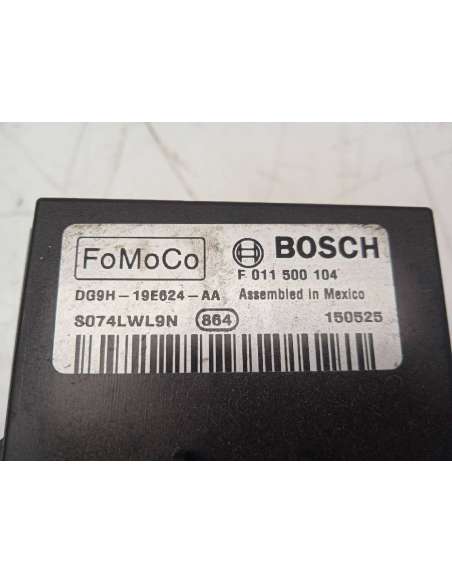 FoMoCo BOSCH
F 011 500 104
DG9H-19E624-AA Assembled in Mexico
S074LWL9N 864 150525